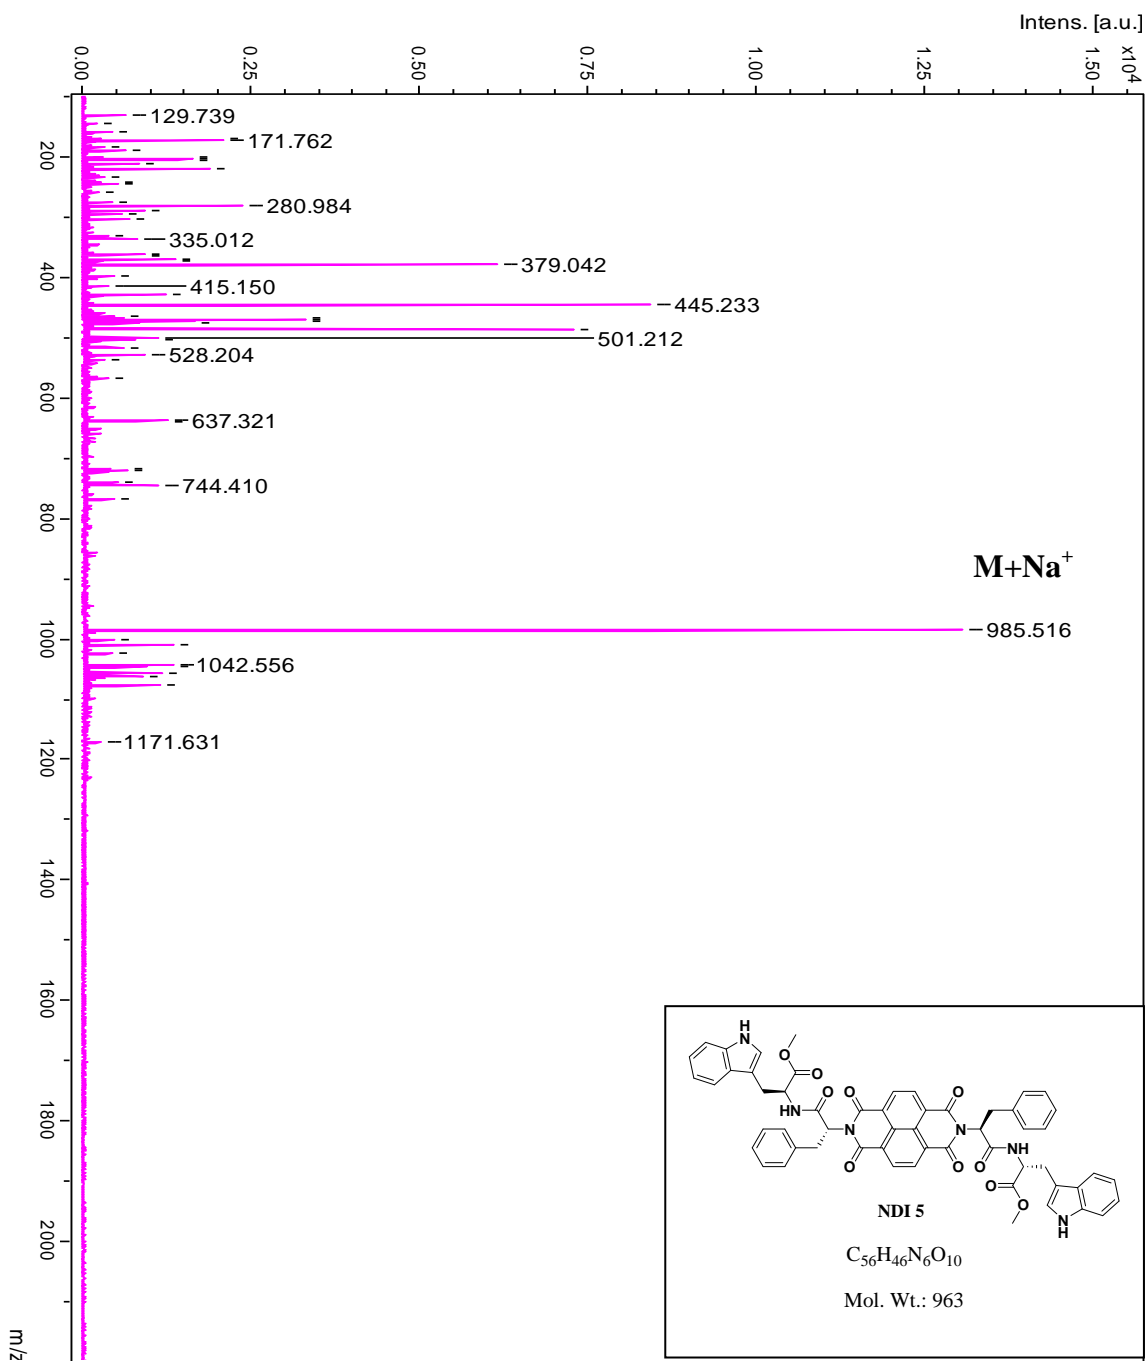 Intens. [a.u.]
x10⁴
0.00
0.25
0.50
0.75
1.00
1.25
1.50
129.739
171.762
280.984
335.012
379.042
415.150
445.233
501.212
528.204
637.321
744.410
M+Na⁺
985.516
1042.556
1171.631
200
400
600
800
1000
1200
1400
1600
1800
2000
m/z
H
N
O
O
O
HN
O
O
N
O
O
N
O
O
NH
O
O
N
H
NDI 5
C₅₆H₄₆N₆O₁₀
Mol. Wt.: 963